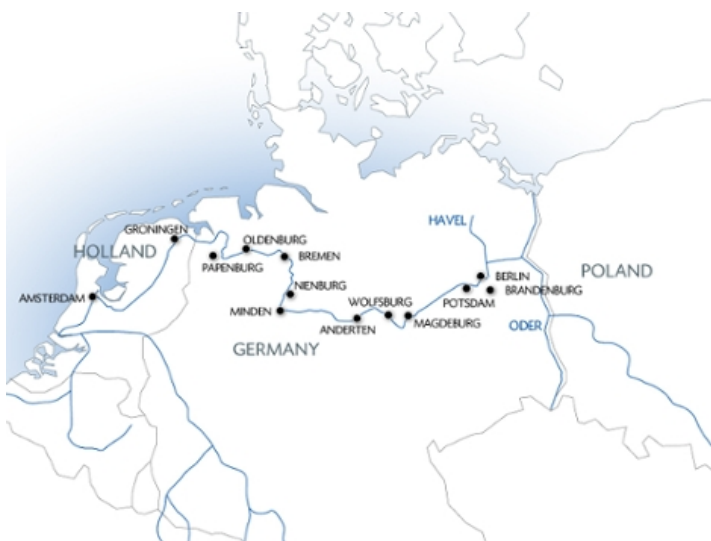 HAVEL
GRONINGEN
HOLLAND
OLDENBURG
BREMEN
PAPENBURG
POLAND
BERLIN
NIENBURG
BRANDENBURG
AMSTERDAM
WOLFSBURG
POTSDAM
MINDEN
ANDERTEN
MAGDEBURG
ODER
GERMANY